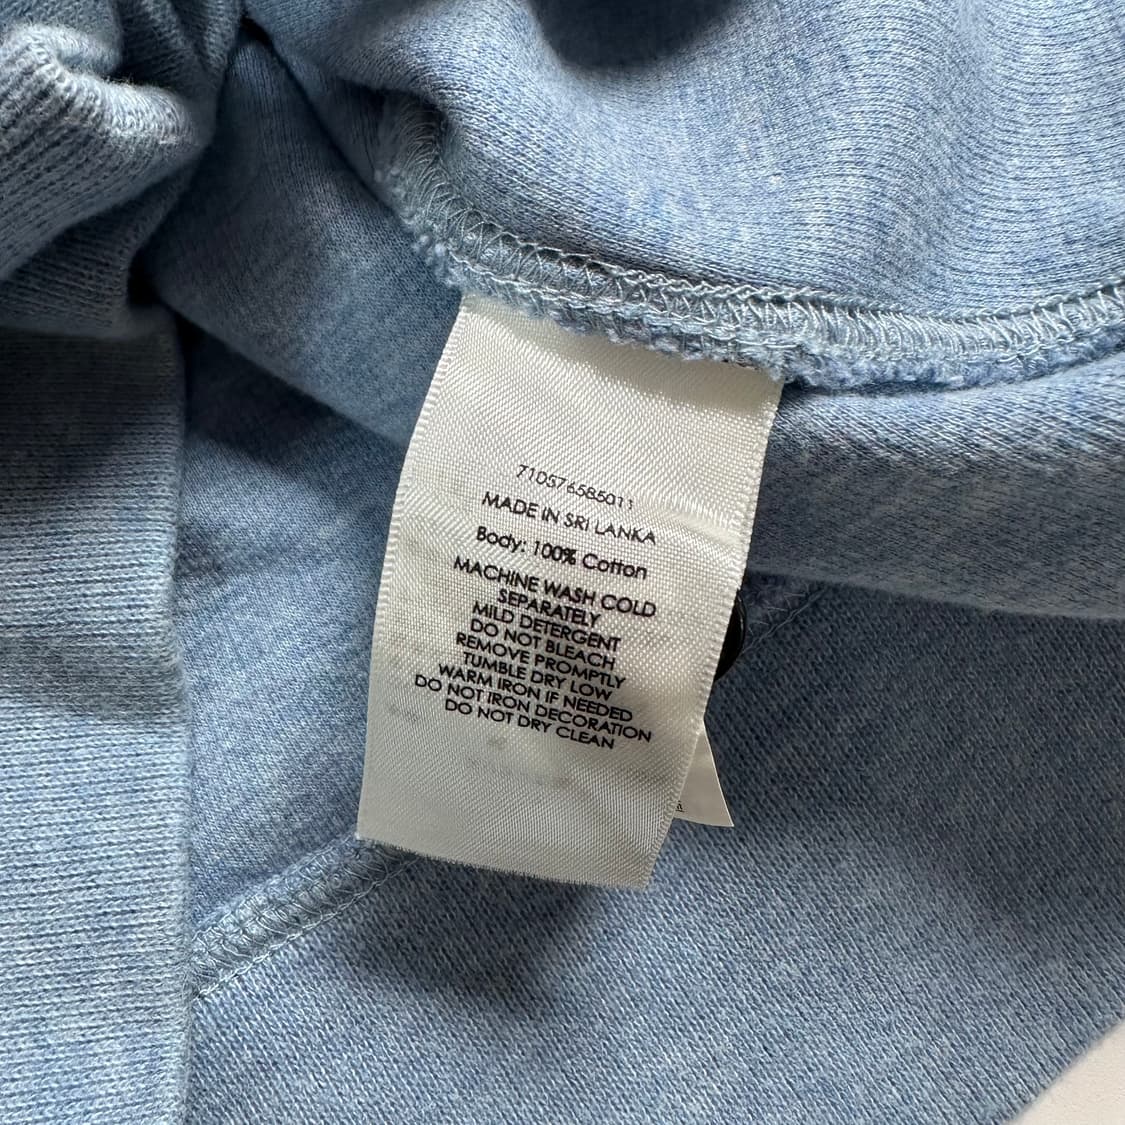 710576585011
MADE IN SRI LANKA
Body: 100% Cotton
MACHINE WASH COLD
SEPARATELY
MILD DETERGENT
DO NOT BLEACH
REMOVE PROMPTLY
TUMBLE DRY LOW
WARM IRON IF NEEDED
DO NOT IRON DECORATION
DO NOT DRY CLEAN